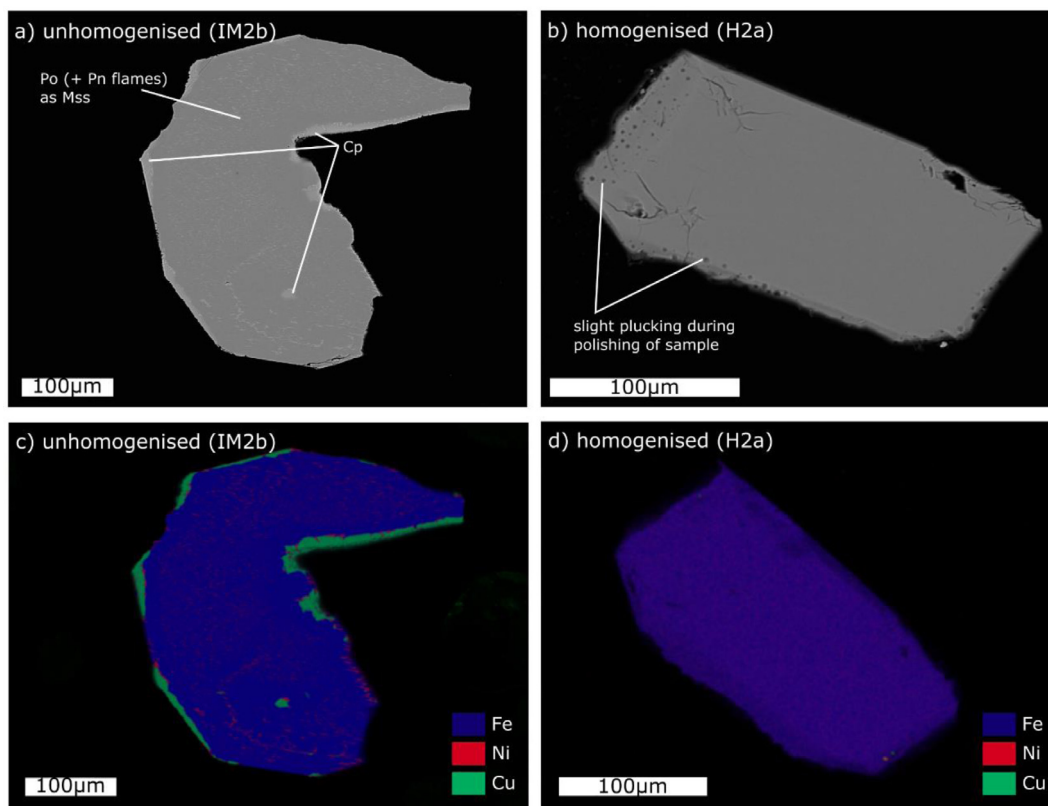 a) unhomogenised (IM2b)
Po (+ Pn flames)
as Mss
Cp
100µm
b) homogenised (H2a)
slight plucking during
polishing of sample
100µm
c) unhomogenised (IM2b)
Fe
Ni
Cu
100µm
d) homogenised (H2a)
Fe
Ni
Cu
100µm